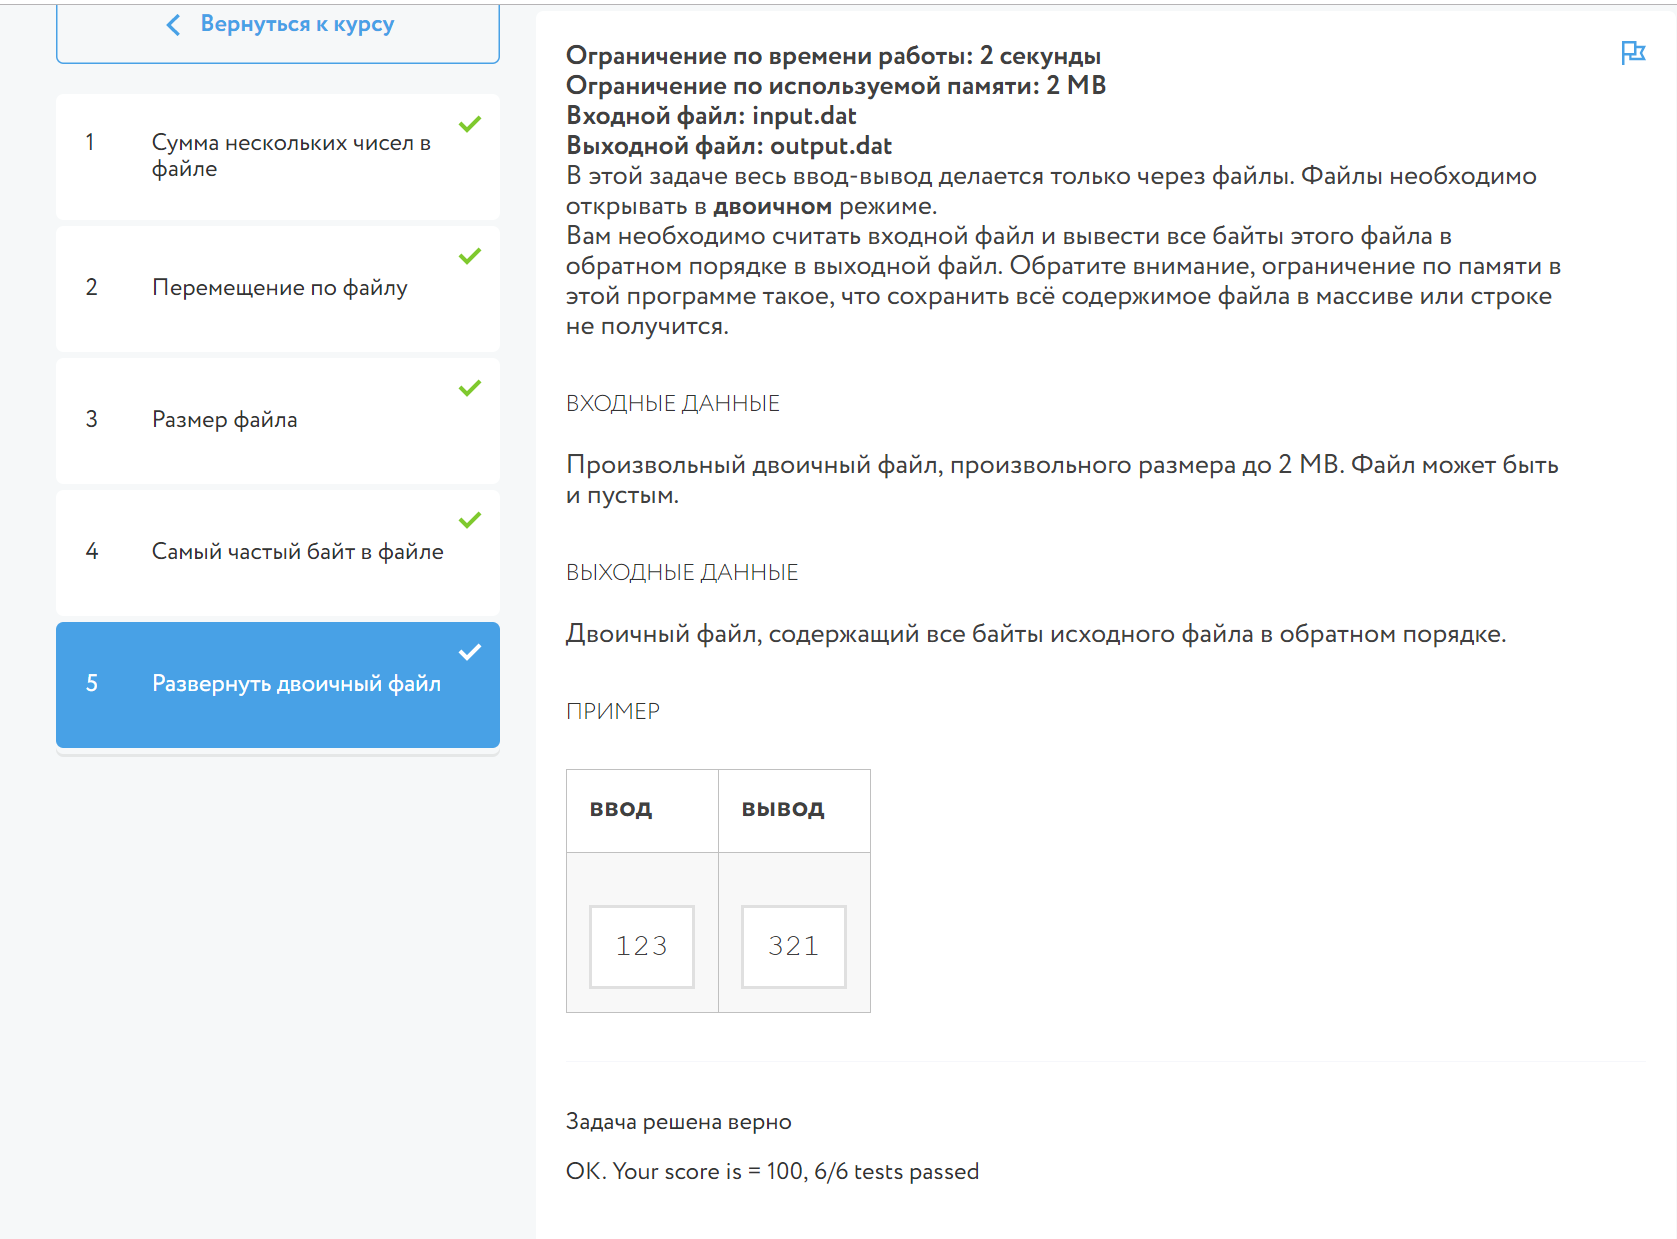 Вернуться к курсу
1 Сумма нескольких чисел в
файле
2 Перемещение по файлу
3 Размер файла
4 Самый частый байт в файле
5 Развернуть двоичный файл
Ограничение по времени работы: 2 секунды
Ограничение по используемой памяти: 2 MB
Входной файл: input.dat
Выходной файл: output.dat
В этой задаче весь ввод-вывод делается только через файлы. Файлы необходимо
открывать в двоичном режиме.
Вам необходимо считать входной файл и вывести все байты этого файла в
обратном порядке в выходной файл. Обратите внимание, ограничение по памяти в
этой программе такое, что сохранить всё содержимое файла в массиве или строке
не получится.
ВХОДНЫЕ ДАННЫЕ
Произвольный двоичный файл, произвольного размера до 2 MB. Файл может быть
и пустым.
ВЫХОДНЫЕ ДАННЫЕ
Двоичный файл, содержащий все байты исходного файла в обратном порядке.
ПРИМЕР
ввод вывод
123 321
Задача решена верно
OK. Your score is = 100, 6/6 tests passed